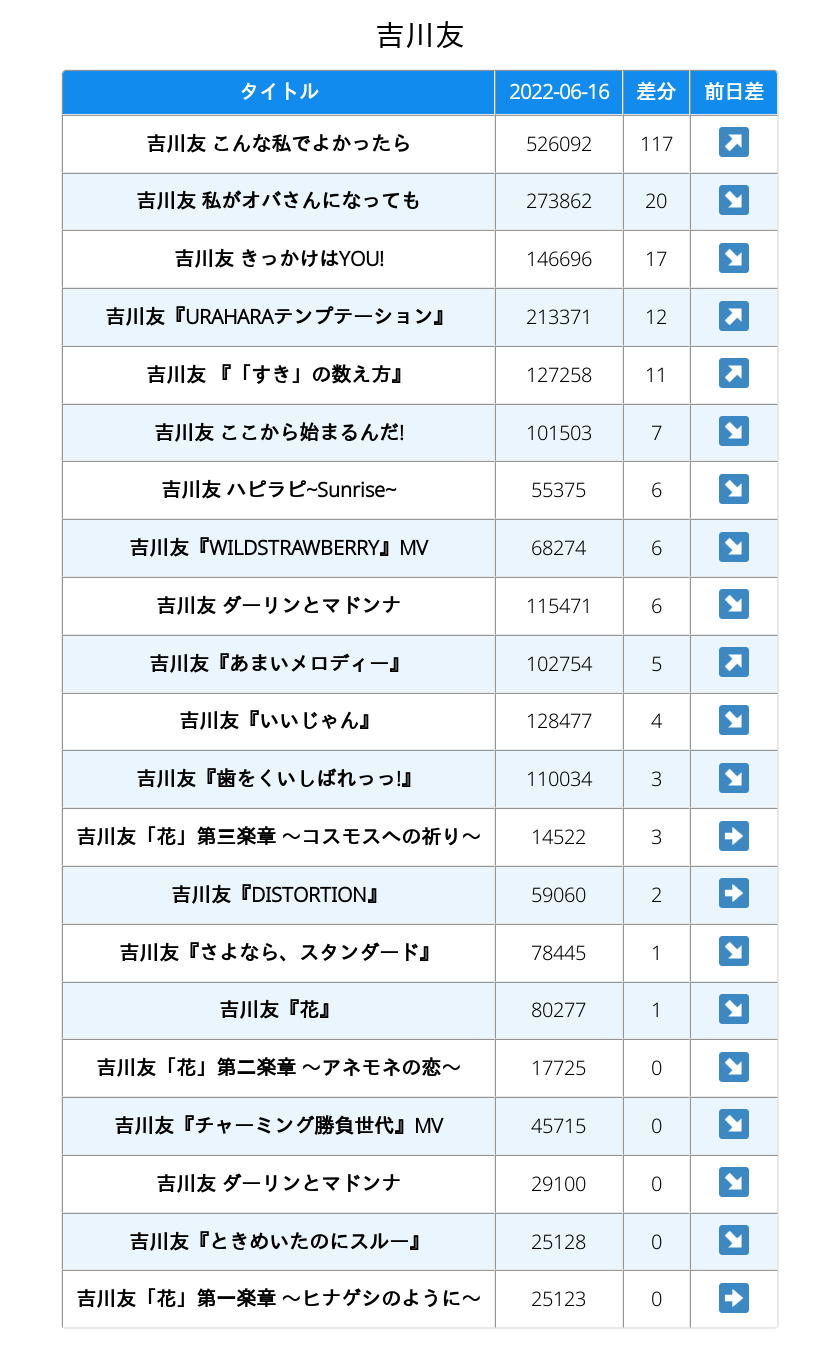 吉川友
タイトル 2022-06-16 差分 前日差
吉川友 こんな私でよかったら 526092 117 ↗
吉川友 私がオバさんになっても 273862 20 ↘
吉川友 きっかけはYOU! 146696 17 ↘
吉川友『URAHARAテンプテーション』 213371 12 ↗
吉川友 『「すき」の数え方』 127258 11 ↗
吉川友 ここから始まるんだ! 101503 7 ↘
吉川友 ハピラピ~Sunrise~ 55375 6 ↘
吉川友『WILDSTRAWBERRY』MV 68274 6 ↘
吉川友 ダーリンとマドンナ 115471 6 ↘
吉川友『あまいメロディー』 102754 5 ↗
吉川友『いいじゃん』 128477 4 ↘
吉川友『歯をくいしばれっっ!』 110034 3 ↘
吉川友「花」第三楽章 〜コスモスへの祈り〜 14522 3 ➡
吉川友『DISTORTION』 59060 2 ➡
吉川友『さよなら、スタンダード』 78445 1 ↘
吉川友『花』 80277 1 ↘
吉川友「花」第二楽章 〜アネモネの恋〜 17725 0 ↘
吉川友『チャーミング勝負世代』MV 45715 0 ↘
吉川友 ダーリンとマドンナ 29100 0 ↘
吉川友『ときめいたのにスルー』 25128 0 ↘
吉川友「花」第一楽章 〜ヒナゲシのように〜 25123 0 ➡